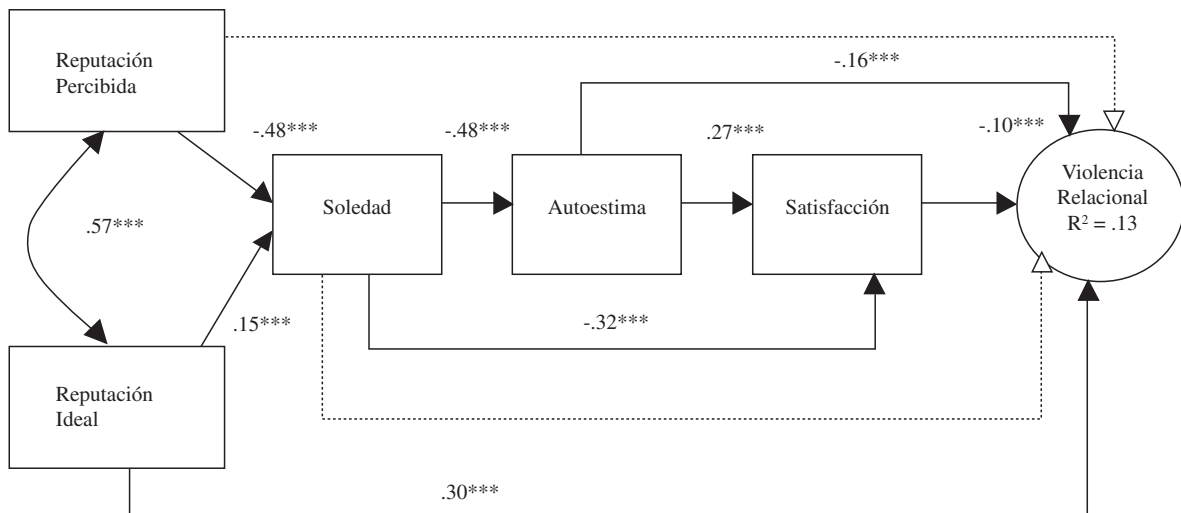 Reputación
Percibida
-.16***
-.48***
-.48***
.27***
-.10***
Soledad
Autoestima
Satisfacción
Violencia
Relacional
R² = .13
.57***
.15***
-.32***
Reputación
Ideal
.30***